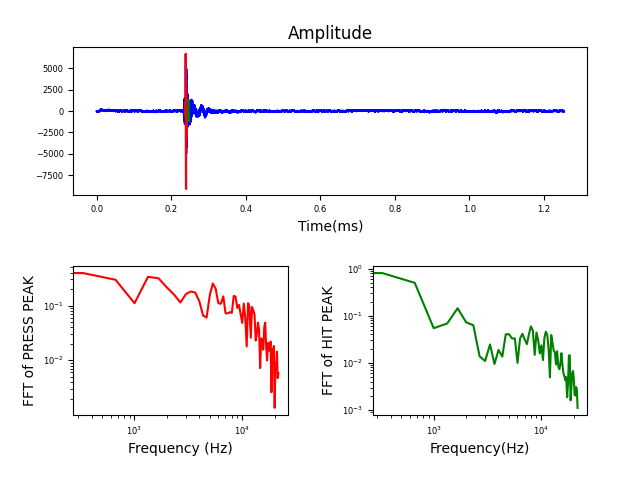 Amplitude
5000
2500
0
−2500
−5000
−7500
0.0 0.2 0.4 0.6 0.8 1.0 1.2
Time(ms)
FFT of PRESS PEAK
10⁻¹
10⁻²
10³ 10⁴
Frequency (Hz)
FFT of HIT PEAK
10⁰
10⁻¹
10⁻²
10⁻³
10³ 10⁴
Frequency(Hz)